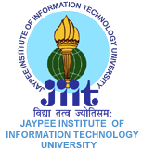 JAYPEE INSTITUTE OF INFORMATION TECHNOLOGY UNIVERSITY
jiit
विद्या तत्व ज्योतिसमः
JAYPEE INSTITUTE OF
INFORMATION TECHNOLOGY
UNIVERSITY